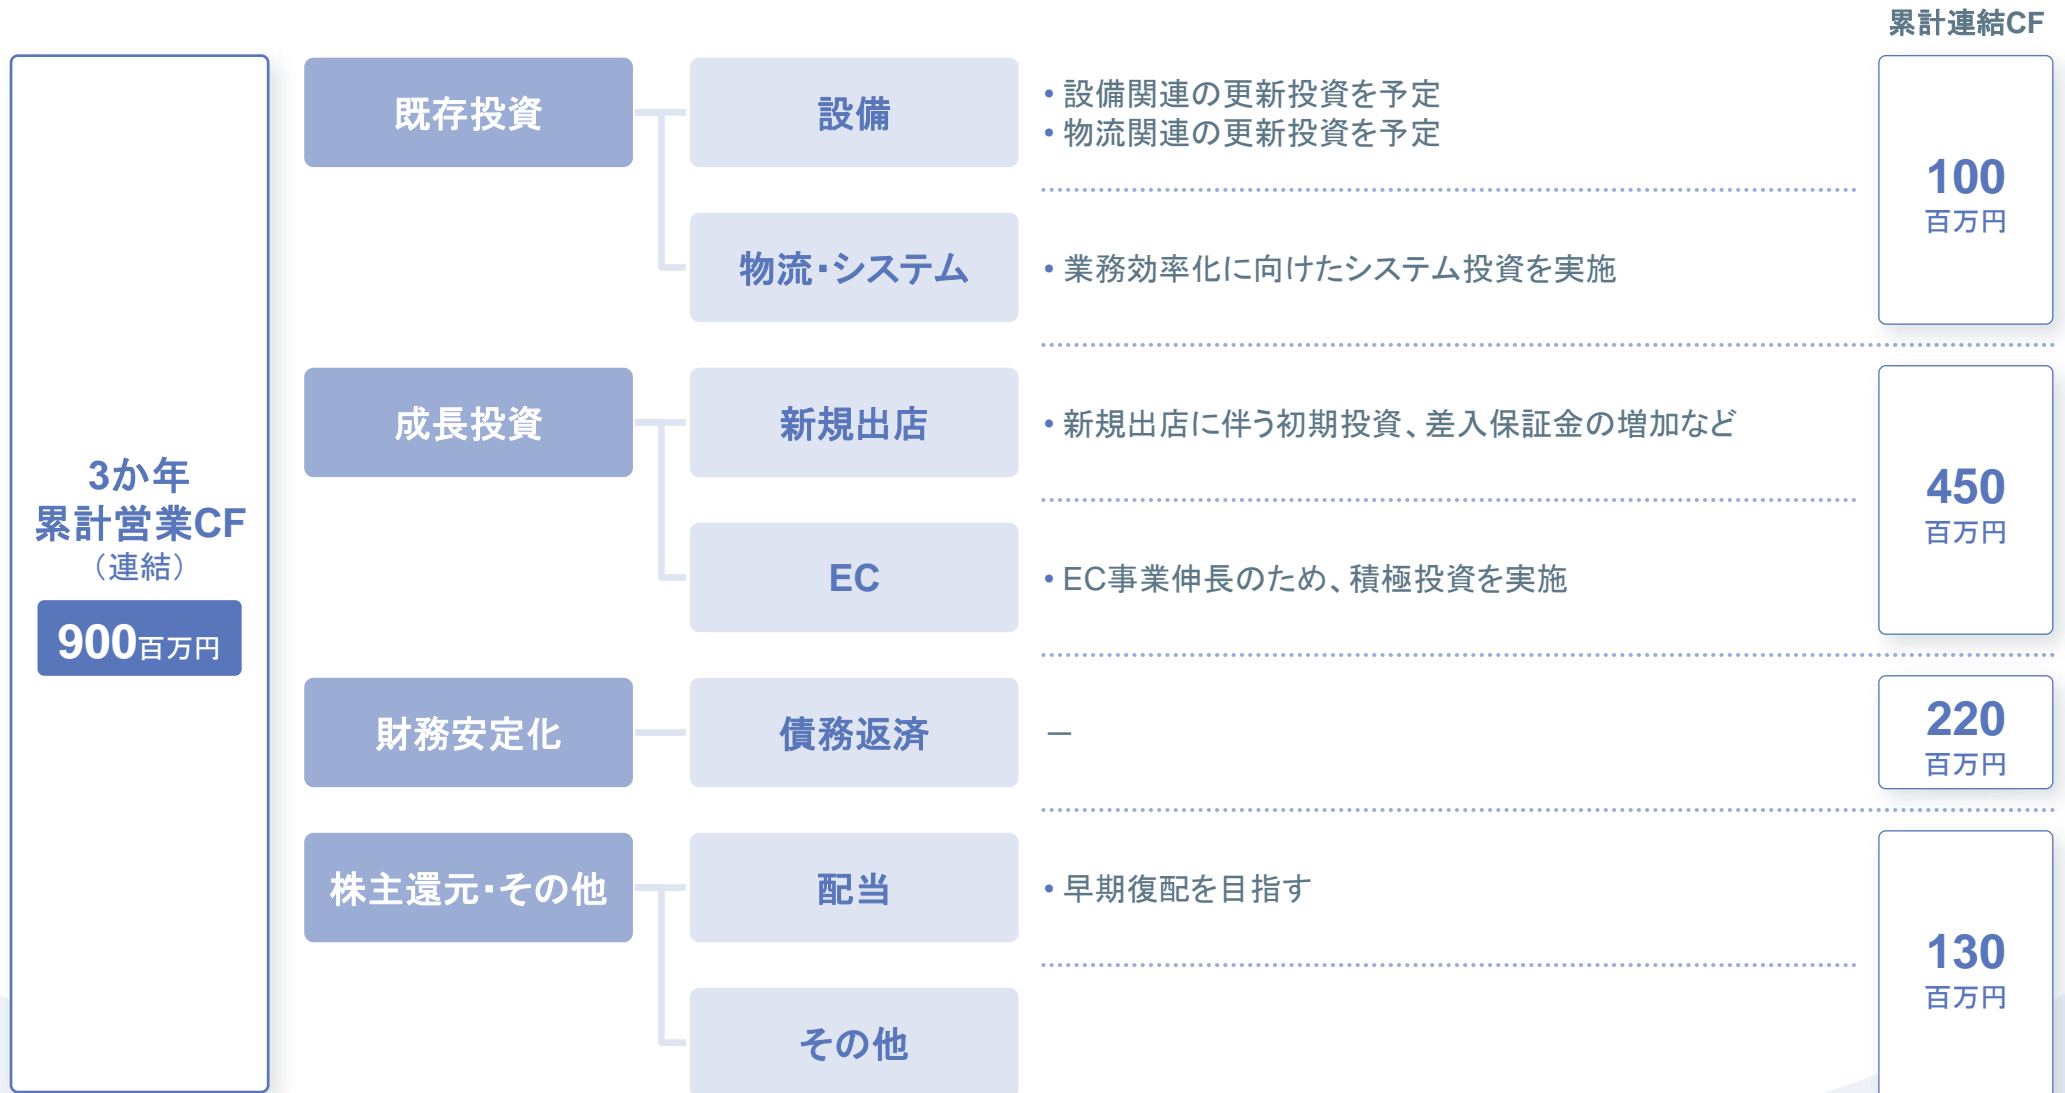 累計連結CF
3か年
累計営業CF
（連結）
900百万円
既存投資
設備
・設備関連の更新投資を予定
・物流関連の更新投資を予定
物流・システム
・業務効率化に向けたシステム投資を実施
100
百万円
成長投資
新規出店
・新規出店に伴う初期投資、差入保証金の増加など
EC
・EC事業伸長のため、積極投資を実施
450
百万円
財務安定化
債務返済
－
220
百万円
株主還元・その他
配当
・早期復配を目指す
その他
130
百万円